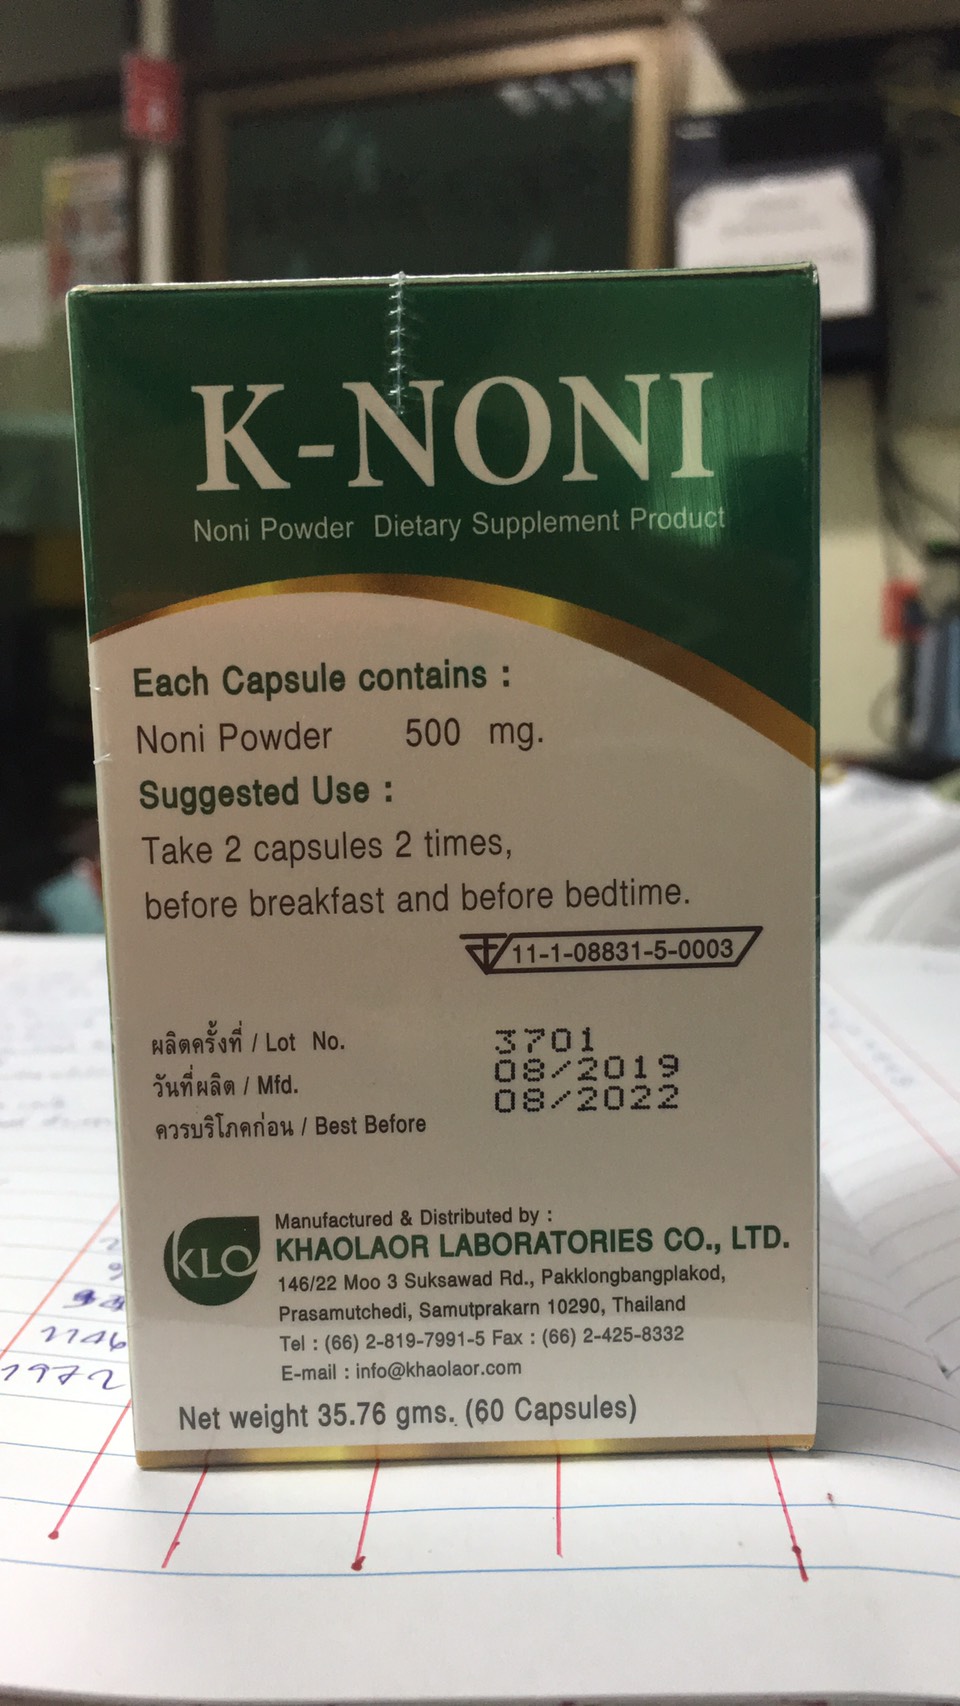 K-NONI
Noni Powder Dietary Supplement Product
Each Capsule contains :
Noni Powder 500 mg.
Suggested Use :
Take 2 capsules 2 times,
before breakfast and before bedtime.
11-1-08831-5-0003
ผลิตครั้งที่ / Lot No. 3701
วันที่ผลิต / Mfd. 08/2019
ควรบริโภคก่อน / Best Before 08/2022
KLO
Manufactured & Distributed by :
KHAOLAOR LABORATORIES CO., LTD.
146/22 Moo 3 Suksawad Rd., Pakklongbangplakod,
Prasamutchedi, Samutprakarn 10290, Thailand
Tel : (66) 2-819-7991-5 Fax : (66) 2-425-8332
E-mail : info@khaolaor.com
Net weight 35.76 gms. (60 Capsules)
1972